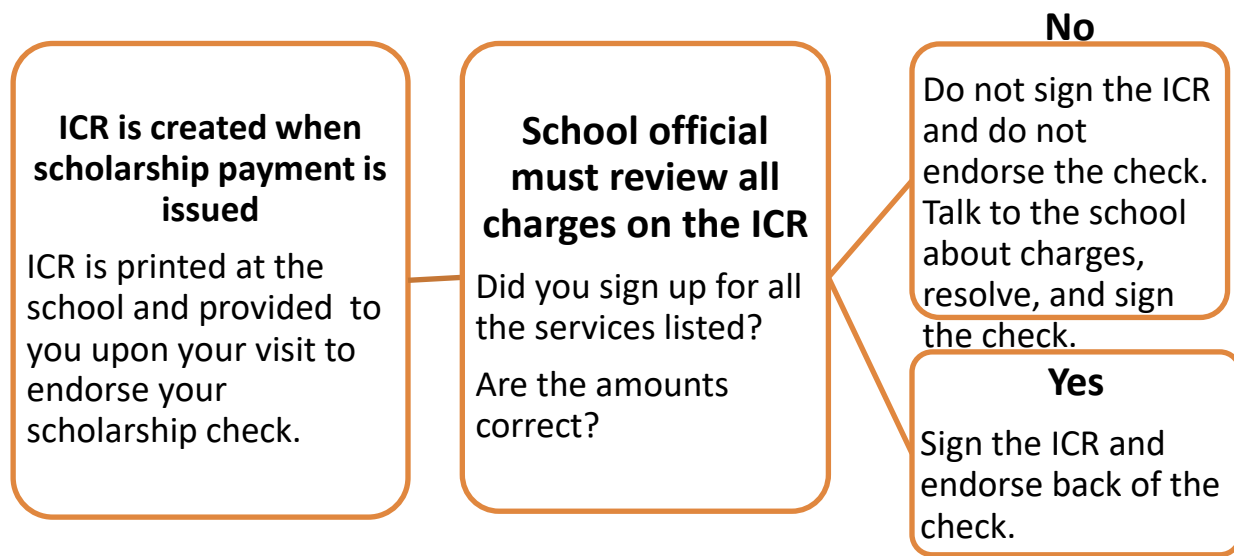 ICR is created when
scholarship payment is
issued
ICR is printed at the
school and provided  to
you upon your visit to
endorse your
scholarship check.
School official
must review all
charges on the ICR
Did you sign up for all
the services listed?
Are the amounts
correct?
No
Do not sign the ICR
and do not
endorse the check.
Talk to the school
about charges,
resolve, and sign
the check.
Yes
Sign the ICR and
endorse back of the
check.